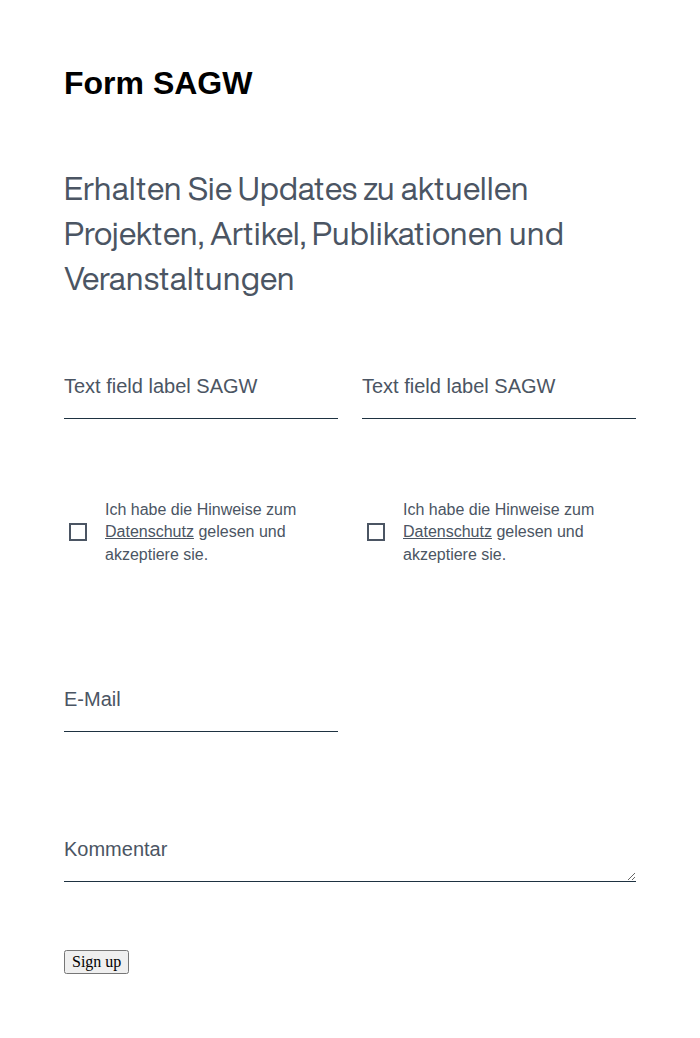 Form SAGW
Erhalten Sie Updates zu aktuellen
Projekten, Artikel, Publikationen und
Veranstaltungen
Text field label SAGW
Text field label SAGW
Ich habe die Hinweise zum
Datenschutz gelesen und
akzeptiere sie.
Ich habe die Hinweise zum
Datenschutz gelesen und
akzeptiere sie.
E-Mail
Kommentar
Sign up